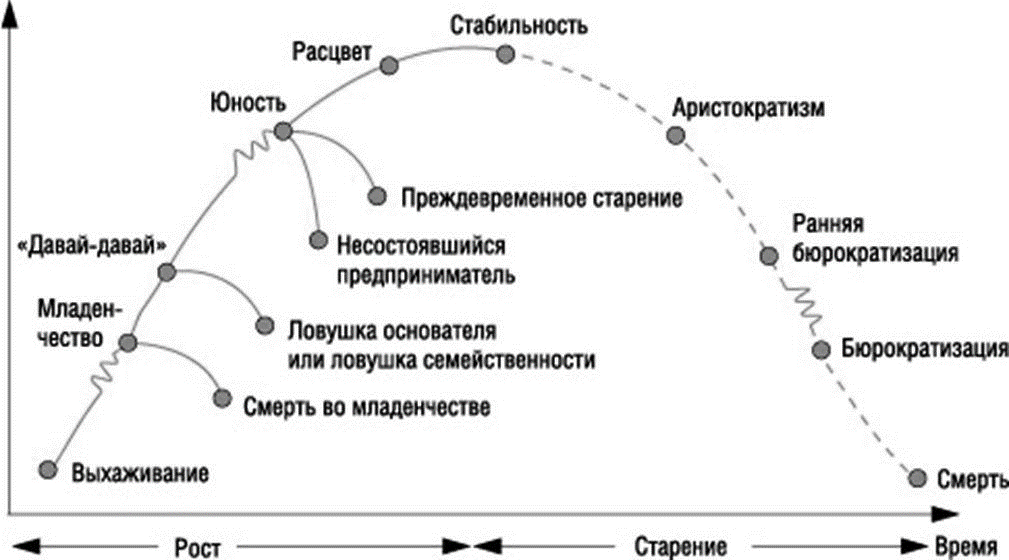 Стабильность
Расцвет
Юность
Аристократизм
Преждевременное старение
Несостоявшийся
предприниматель
Ранняя
бюрократизация
«Давай-давай»
Младен-
чество
Ловушка основателя
или ловушка семейственности
Бюрократизация
Смерть во младенчестве
Выхаживание
Смерть
Рост
Старение
Время